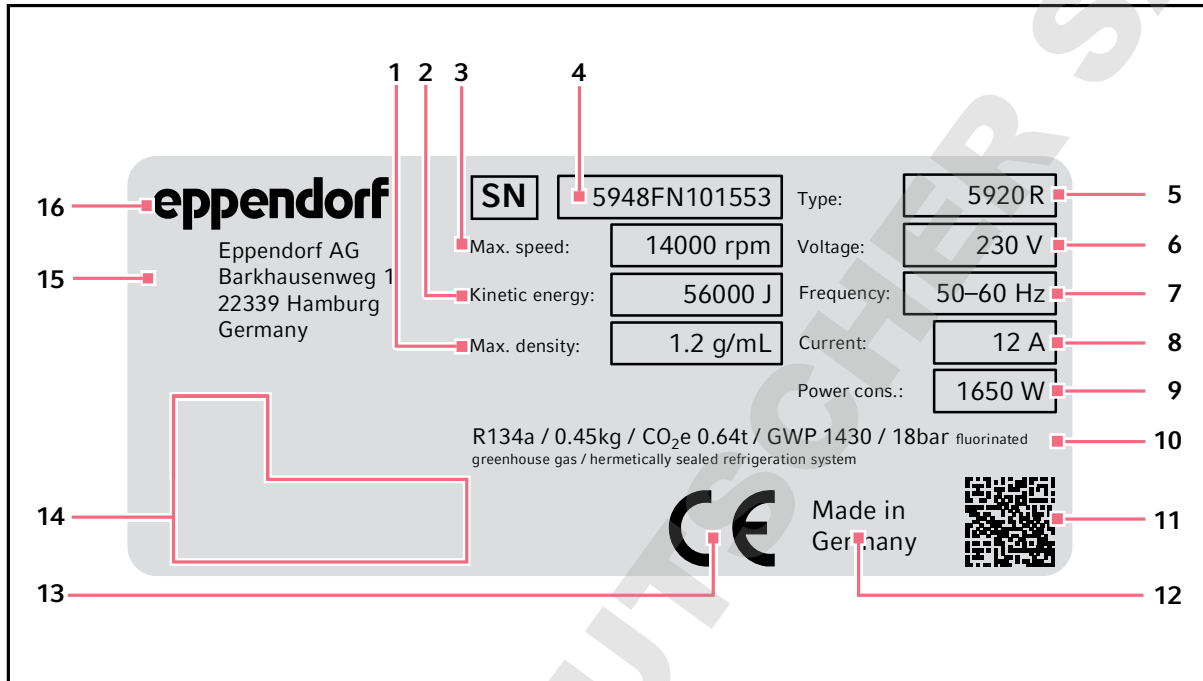 1 2 3 4
16 eppendorf SN 5948FN101553 Type: 5920 R 5
Eppendorf AG Max. speed: 14000 rpm Voltage: 230 V 6
15 Barkhausenweg 1
22339 Hamburg Kinetic energy: 56000 J Frequency: 50–60 Hz 7
Germany Max. density: 1.2 g/mL Current: 12 A 8
Power cons.: 1650 W 9
R134a / 0.45kg / CO₂e 0.64t / GWP 1430 / 18bar fluorinated 10
greenhouse gas / hermetically sealed refrigeration system
14 CE Made in 11
Germany
13 12